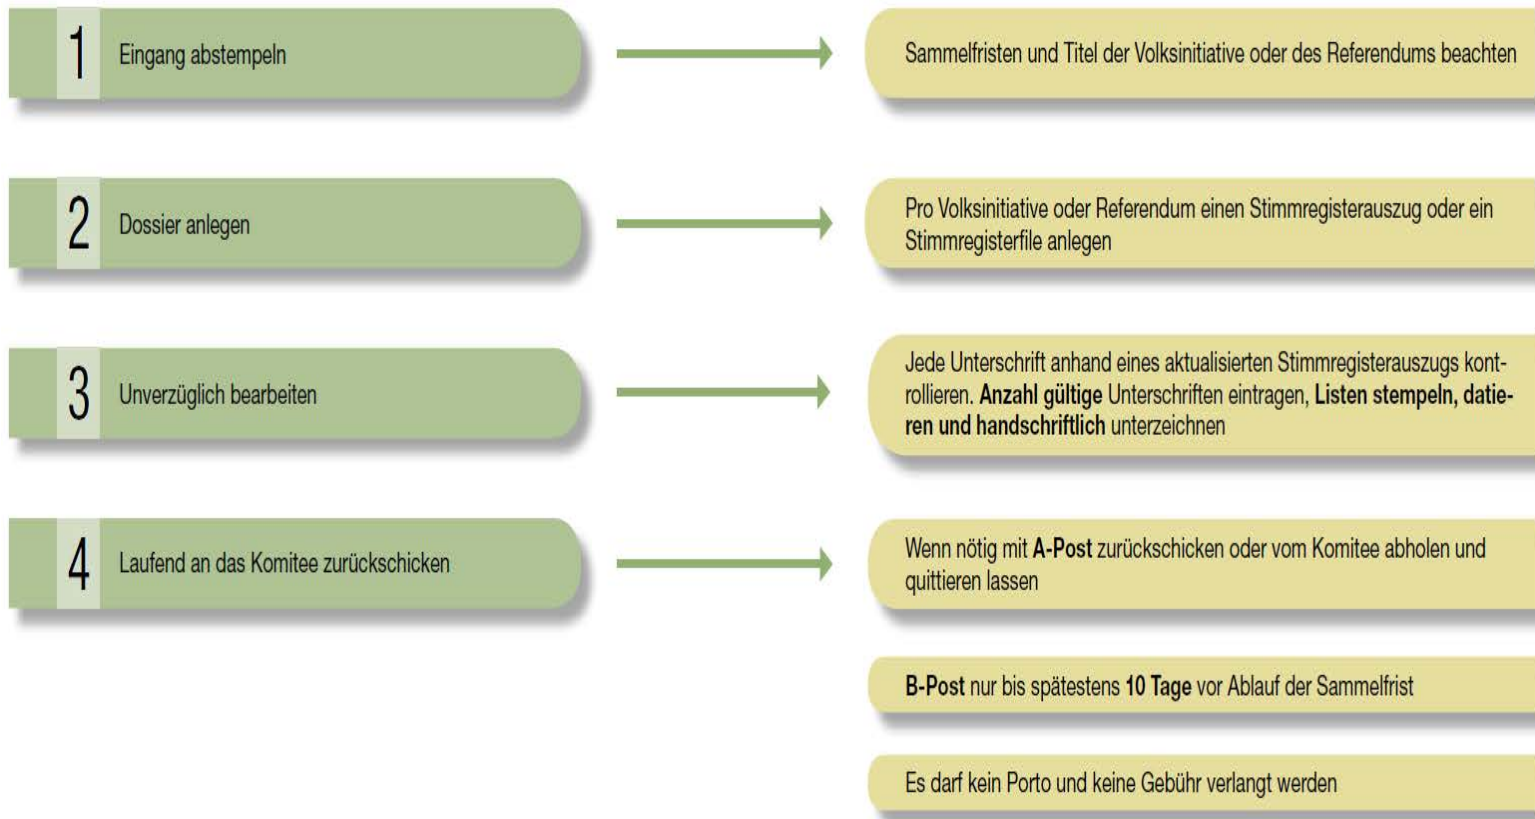 1 Eingang abstempeln
Sammelfristen und Titel der Volksinitiative oder des Referendums beachten
2 Dossier anlegen
Pro Volksinitiative oder Referendum einen Stimmregisterauszug oder ein
Stimmregisterfile anlegen
3 Unverzüglich bearbeiten
Jede Unterschrift anhand eines aktualisierten Stimmregisterauszugs kont-
rollieren. Anzahl gültige Unterschriften eintragen, Listen stempeln, datie-
ren und handschriftlich unterzeichnen
4 Laufend an das Komitee zurückschicken
Wenn nötig mit A-Post zurückschicken oder vom Komitee abholen und
quittieren lassen
B-Post nur bis spätestens 10 Tage vor Ablauf der Sammelfrist
Es darf kein Porto und keine Gebühr verlangt werden